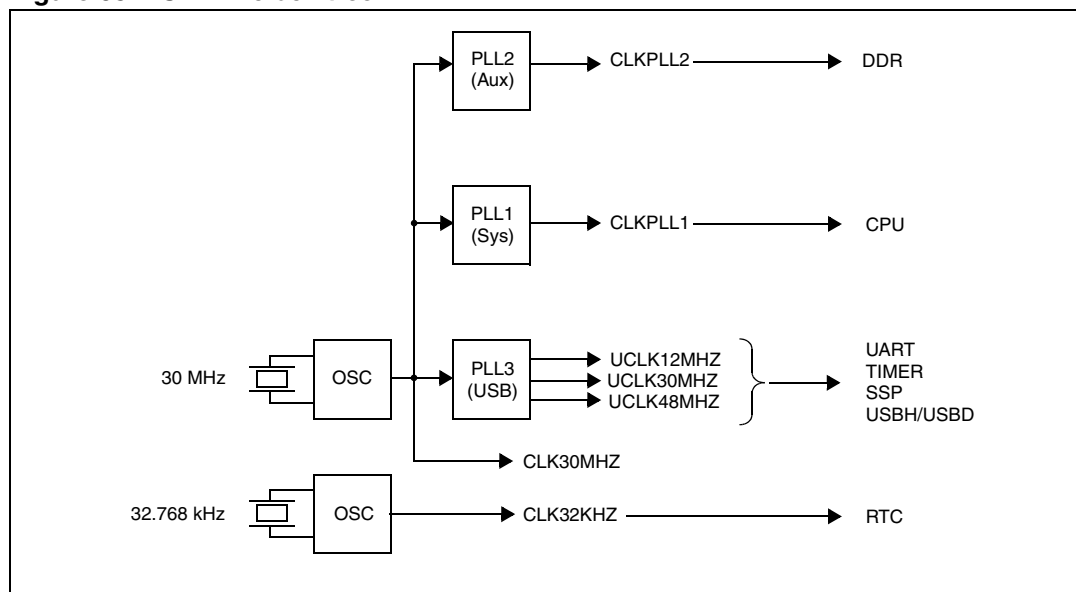 PLL2
(Aux)
CLKPLL2
DDR
PLL1
(Sys)
CLKPLL1
CPU
30 MHz
OSC
PLL3
(USB)
UCLK12MHZ
UCLK30MHZ
UCLK48MHZ
UART
TIMER
SSP
USBH/USBD
CLK30MHZ
32.768 kHz
OSC
CLK32KHZ
RTC